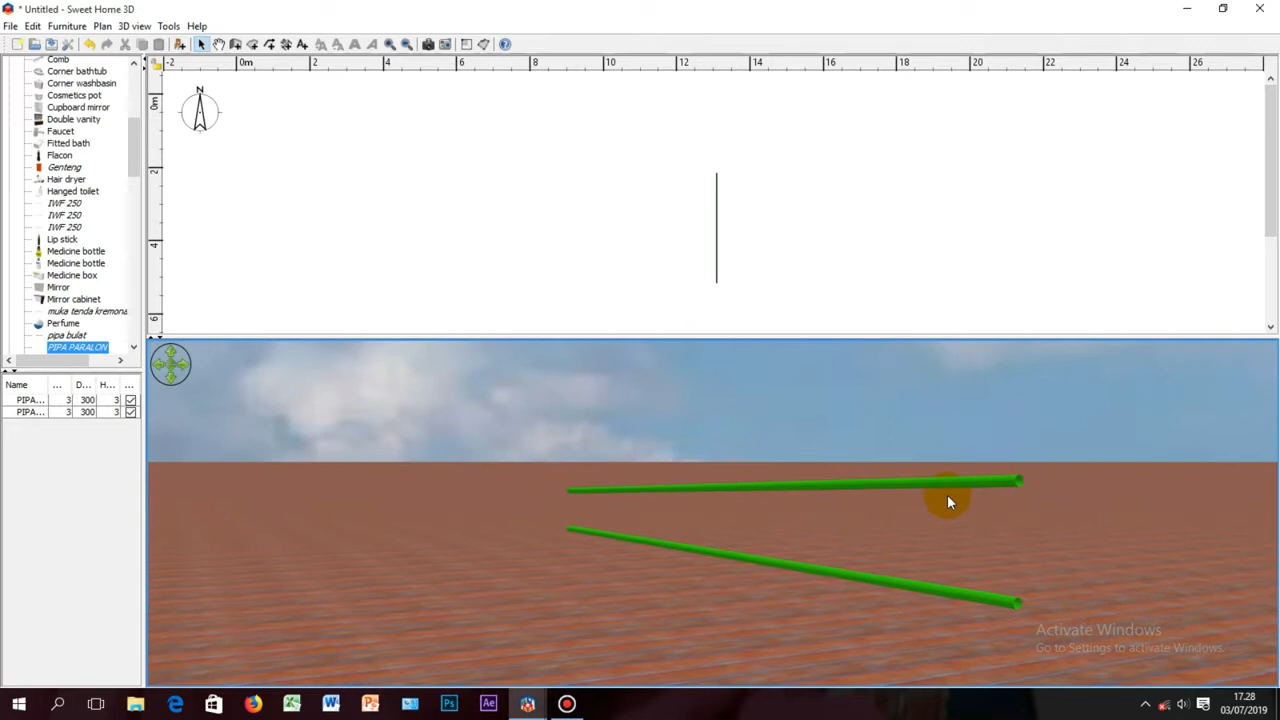 * Untitled - Sweet Home 3D
File Edit Furniture Plan 3D view Tools Help
-2 0m 2 4 6 8 10 12 14 16 18 20 22 24 26
Comb
Corner bathtub
Corner washbasin
Cosmetics pot
Cupboard mirror
Double vanity
Faucet
Fitted bath
Flacon
Genteng
Hair dryer
Hanged toilet
IWF 250
IWF 250
IWF 250
Lip stick
Medicine bottle
Medicine bottle
Medicine box
Mirror
Mirror cabinet
muka tenda kremona
Perfume
pipa bulat
PIPA PARALON
N
0m
2
4
6
Name ... D... H... ...
PIPA... 3 300 3
PIPA... 3 300 3
Activate Windows
Go to Settings to activate Windows.
17.28
03/07/2019